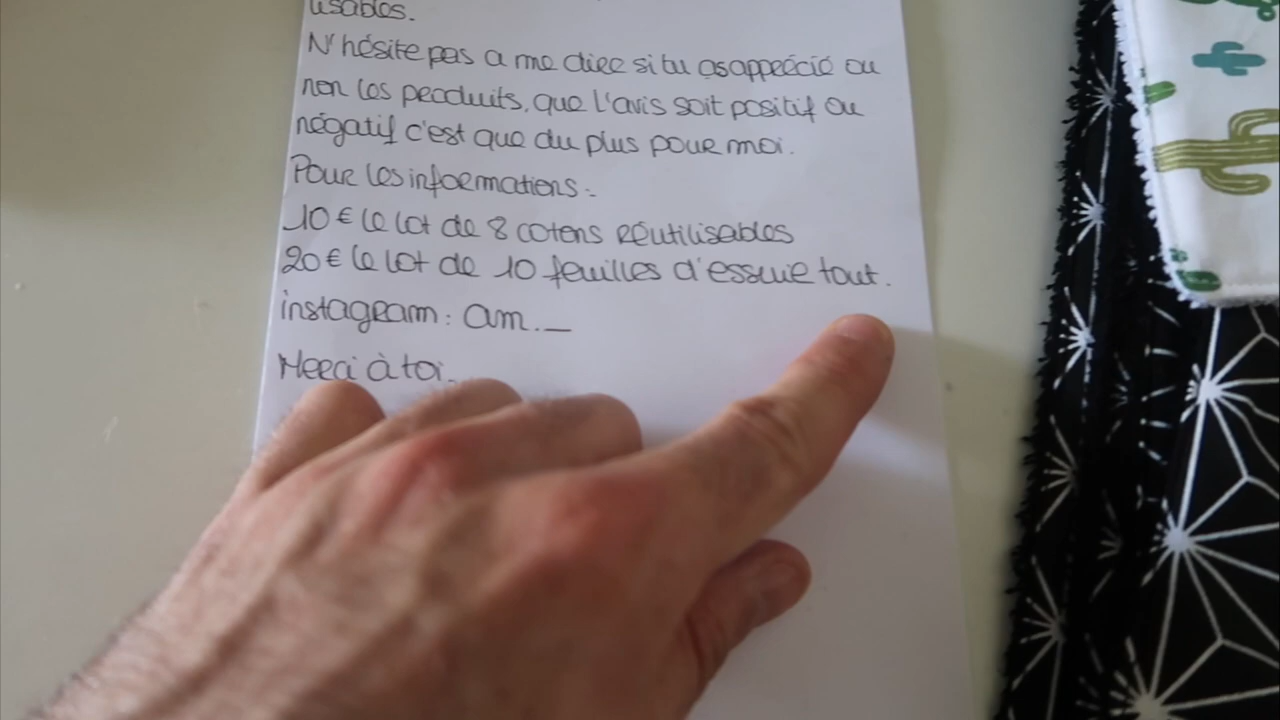 lisables.
N'hésite pas a me dire si tu as apprécié ou
non les produits, que l'avis soit positif ou
négatif c'est que du plus pour moi.
Pour les informations :
10€ le lot de 8 cotons réutilisables
20€ le lot de 10 feuilles d'essuie tout.
instagram : am._
Merci à toi.